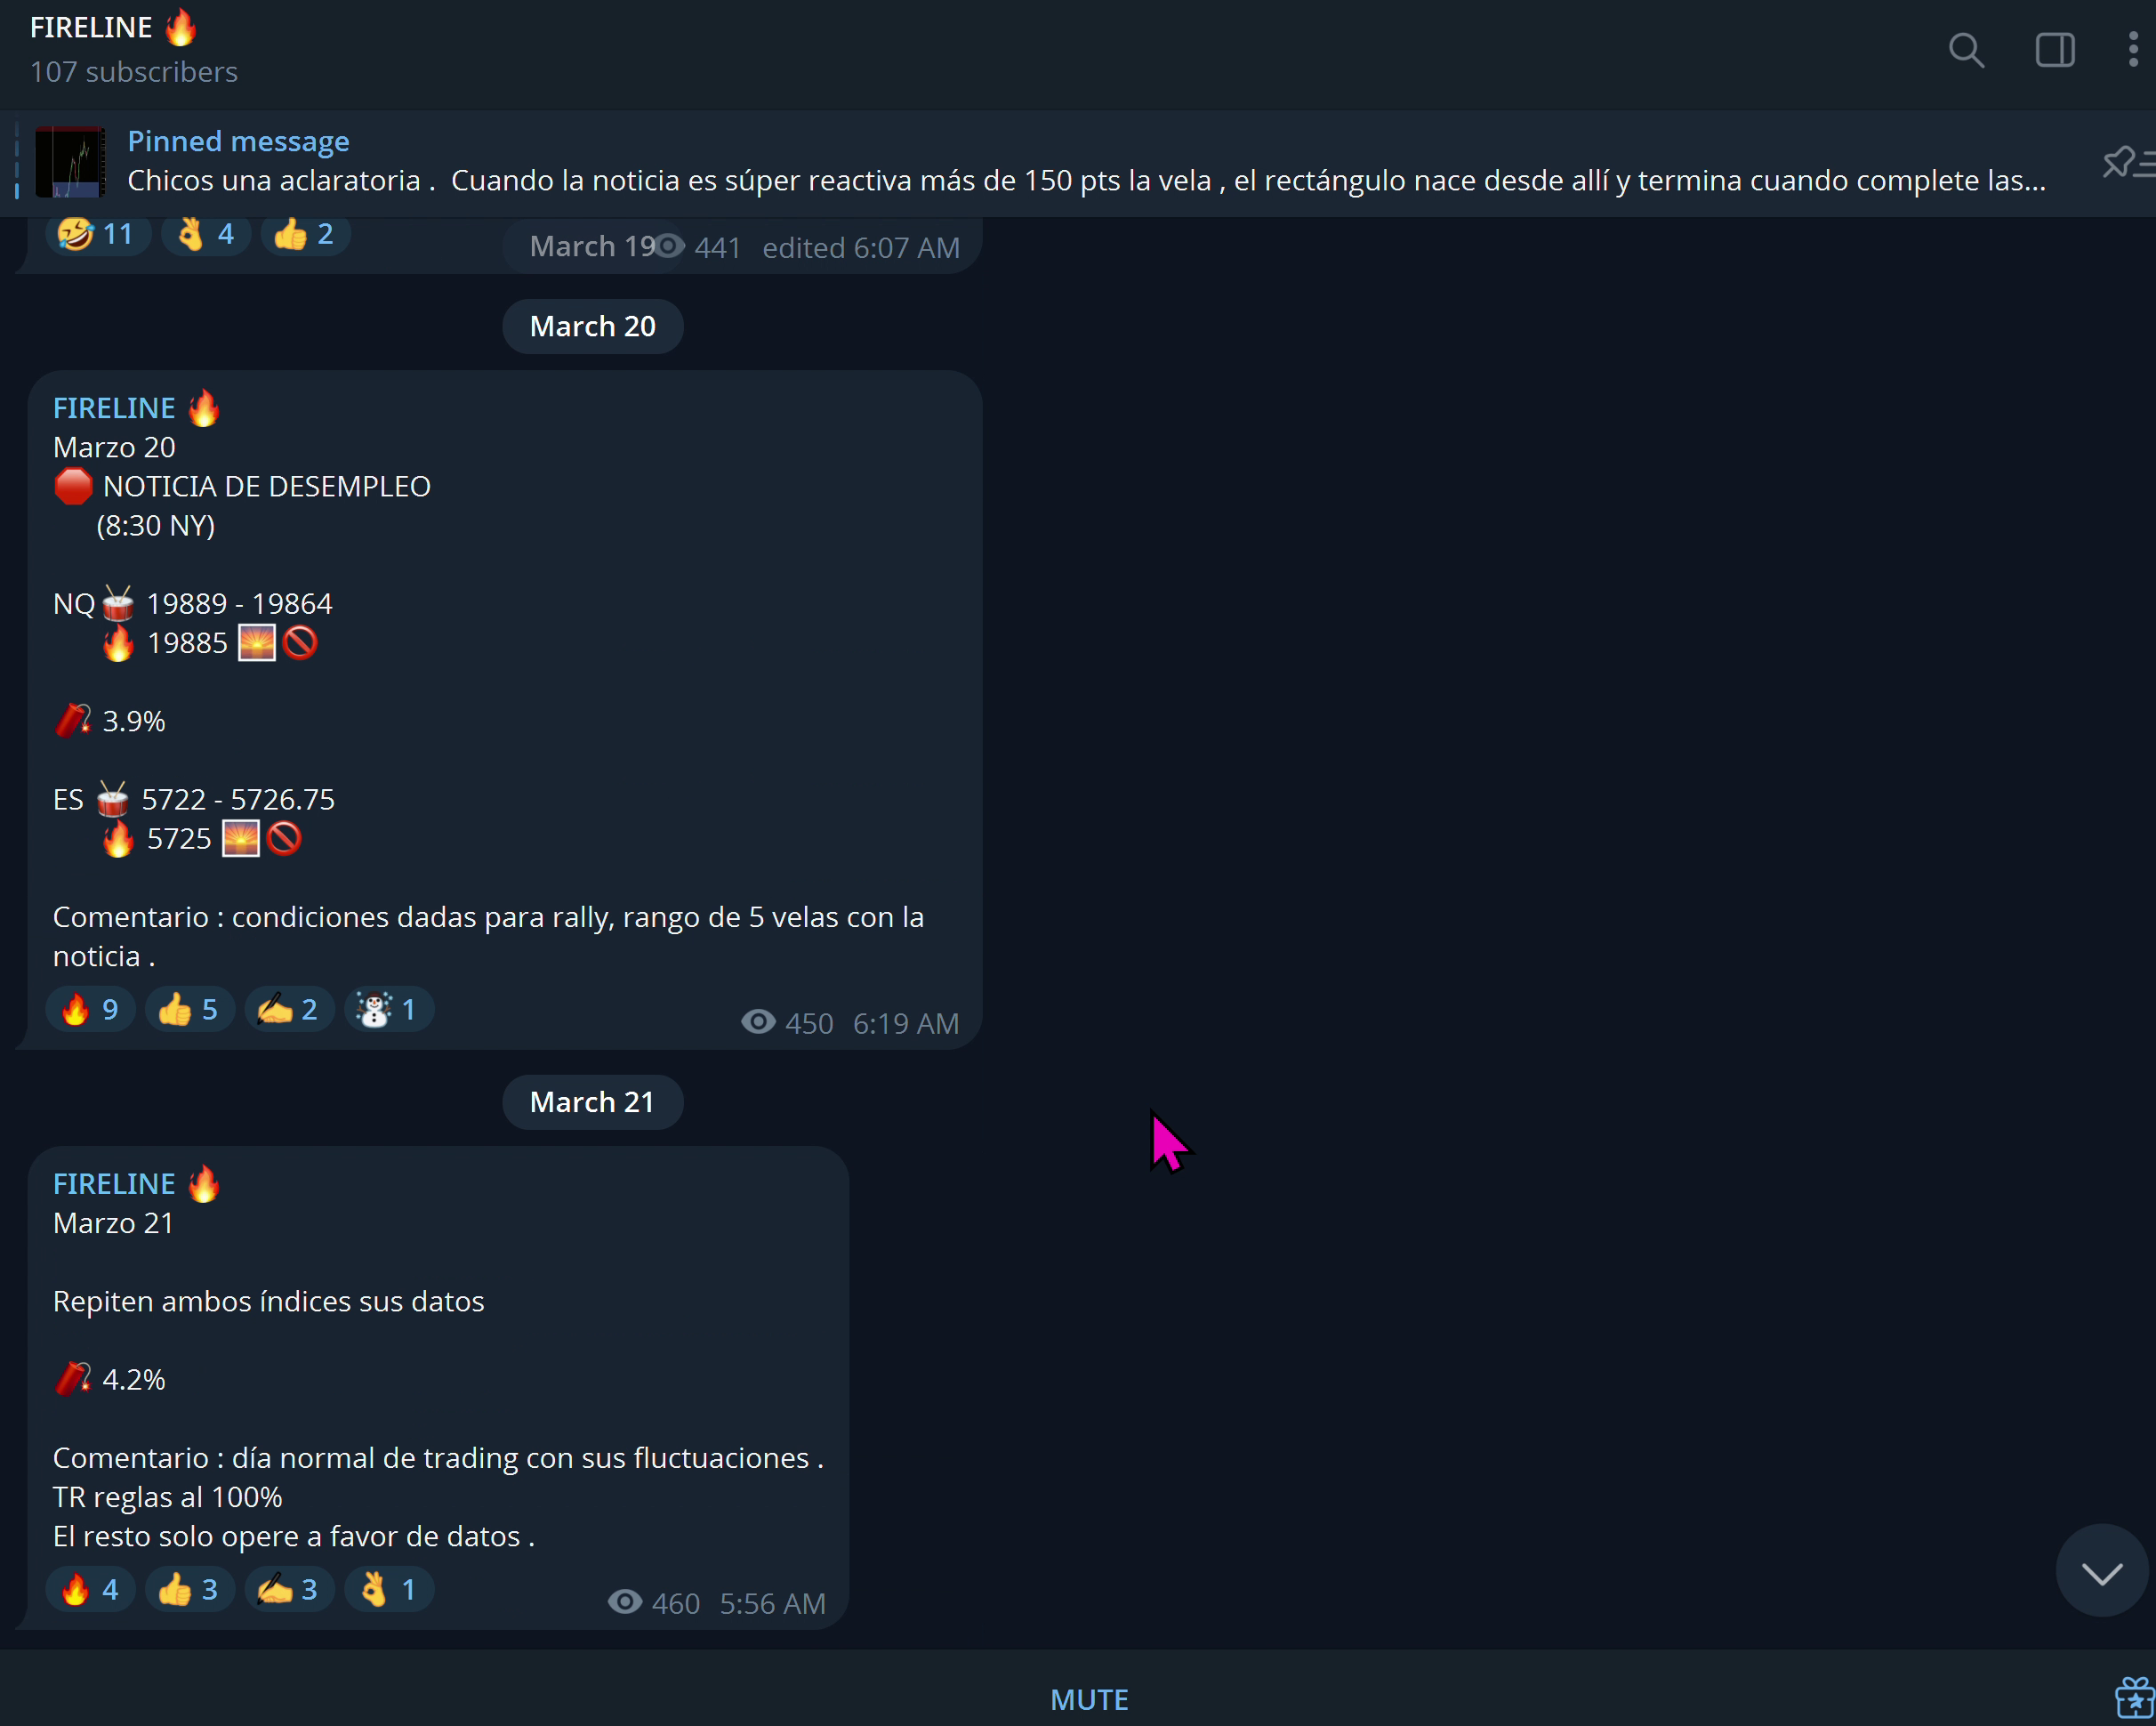 FIRELINE 🔥
107 subscribers
Pinned message
Chicos una aclaratoria .  Cuando la noticia es súper reactiva más de 150 pts la vela , el rectángulo nace desde allí y termina cuando complete las...
🤣 11 👌 4 👍 2
March 19 441 edited 6:07 AM
March 20
FIRELINE 🔥
Marzo 20
🛑 NOTICIA DE DESEMPLEO
(8:30 NY)
NQ🥁 19889 - 19864
🔥 19885 🌅🚫
🧨 3.9%
ES 🥁 5722 - 5726.75
🔥 5725 🌅🚫
Comentario : condiciones dadas para rally, rango de 5 velas con la
noticia .
🔥 9 👍 5 ✍ 2 ☃ 1
450 6:19 AM
March 21
FIRELINE 🔥
Marzo 21
Repiten ambos índices sus datos
🧨 4.2%
Comentario : día normal de trading con sus fluctuaciones .
TR reglas al 100%
El resto solo opere a favor de datos .
🔥 4 👍 3 ✍ 3 👌 1
460 5:56 AM
MUTE